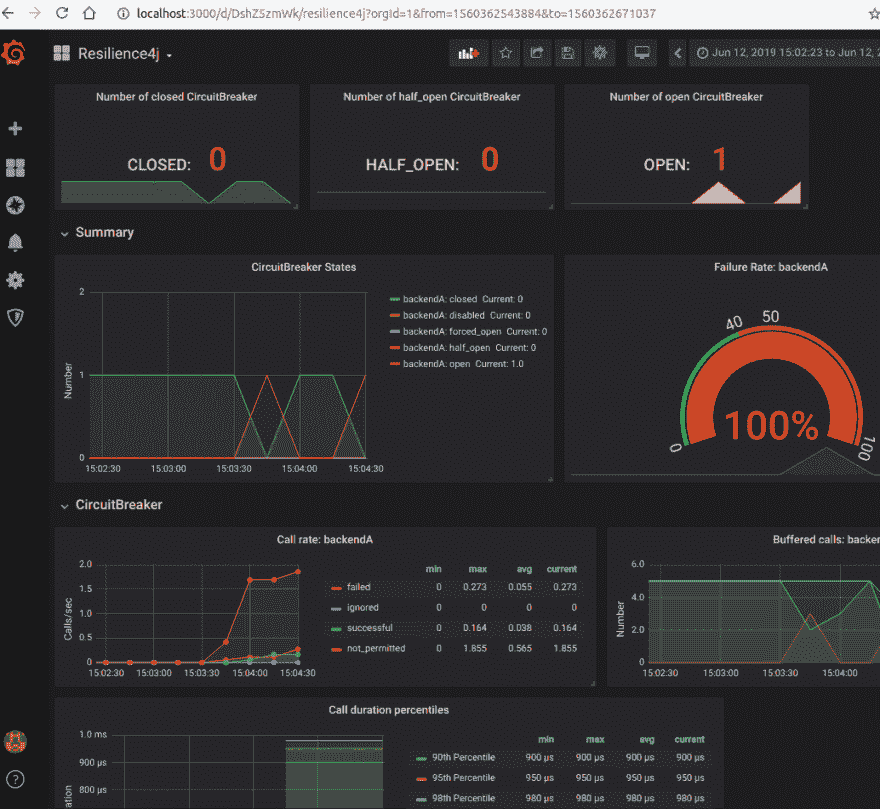 localhost:3000/d/DshZSzmWk/resilience4j?orgId=1&from=1560362543884&to=1560362671037
Resilience4j
Jun 12, 2019 15:02:23 to Jun 12,
Number of closed CircuitBreaker
Number of half_open CircuitBreaker
Number of open CircuitBreaker
CLOSED: 0
HALF_OPEN: 0
OPEN: 1
Summary
CircuitBreaker States
Number
2
1
0
15:02:30 15:03:00 15:03:30 15:04:00 15:04:30
backendA: closed Current: 0
backendA: disabled Current: 0
backendA: forced_open Current: 0
backendA: half_open Current: 0
backendA: open Current: 1.0
Failure Rate: backendA
0 40 50 100
100%
CircuitBreaker
Call rate: backendA
Calls/sec
2.0
1.5
1.0
0.5
0
15:02:30 15:03:00 15:03:30 15:04:00 15:04:30
min max avg current
failed 0 0.273 0.055 0.273
ignored 0 0 0 0
successful 0 0.164 0.038 0.164
not_permitted 0 1.855 0.565 1.855
Buffered calls: backen
Number
6.0
4.0
2.0
0
15:02:30 15:03:00 15:03:30 15:04:00
Call duration percentiles
ation
1.0 ms
900 µs
800 µs
min max avg current
90th Percentile 900 µs 900 µs 900 µs 900 µs
95th Percentile 950 µs 950 µs 950 µs 950 µs
98th Percentile 980 µs 980 µs 980 µs 980 µs